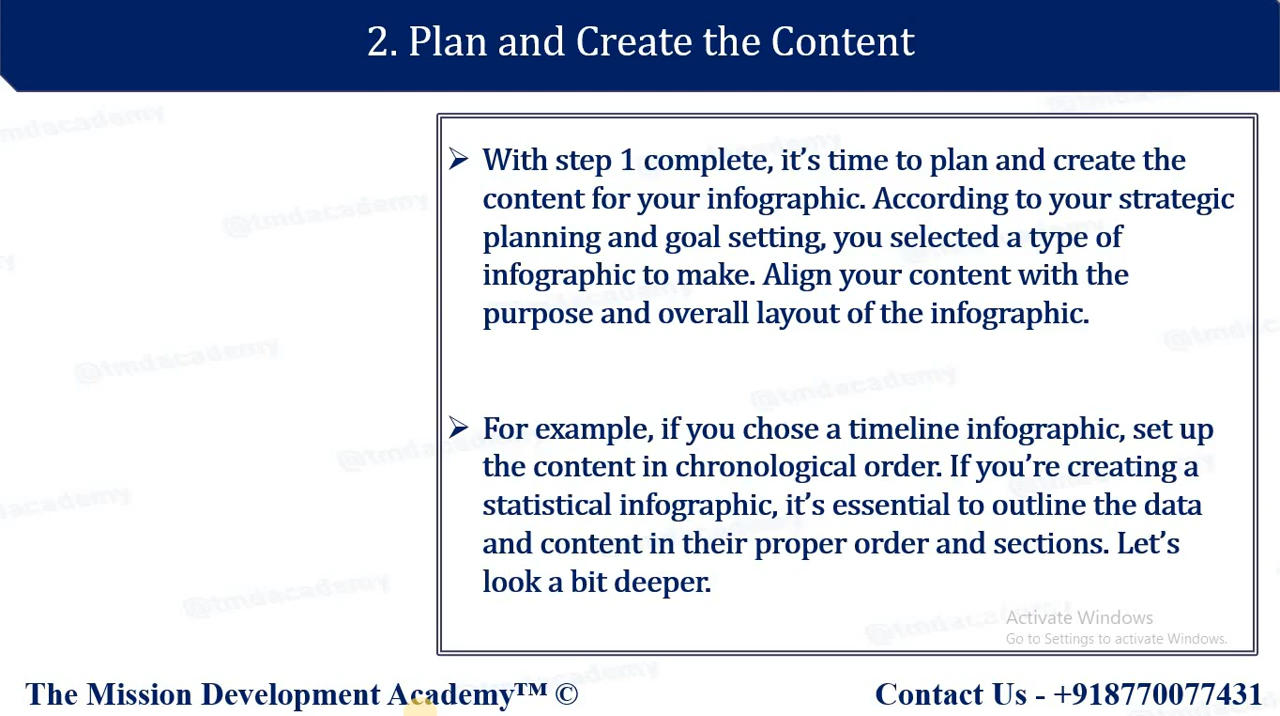 2. Plan and Create the Content
➢ With step 1 complete, it’s time to plan and create the
content for your infographic. According to your strategic
planning and goal setting, you selected a type of
infographic to make. Align your content with the
purpose and overall layout of the infographic.
➢ For example, if you chose a timeline infographic, set up
the content in chronological order. If you’re creating a
statistical infographic, it’s essential to outline the data
and content in their proper order and sections. Let’s
look a bit deeper.
Activate Windows
Go to Settings to activate Windows.
The Mission Development Academy™ ©
Contact Us - +918770077431
@tmdacademy
@tmdacademy
@tmdacademy
@tmdacademy
@tmdacademy